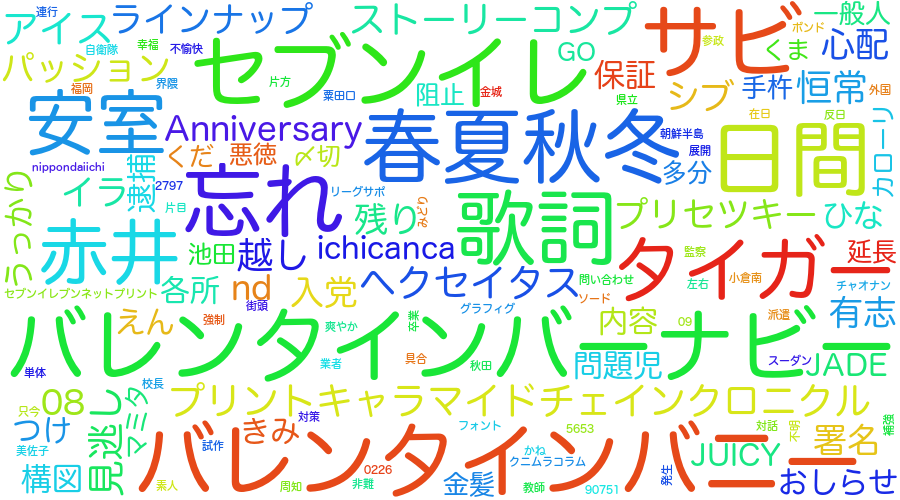 連行
アイス
ラインナップ
ストーリーコンプ
サビ
一般人
ポンド
自衛隊
幸福
不愉快
GO
参政
くま
心配
パッション
セブンイレ
片方
保証
福岡
界隈
粟田口
阻止
金城
シブ
手杵
恒常
外国
県立
安室
Anniversary
春夏秋冬
朝鮮半島
展開
日間
在日
反日
カローリ
くだ
悪徳
〆切
多分
nippondaiichi
逮捕
2797
忘れ
リーグサポ
うっかり
イラ
片目
残り
歌詞
プリセツキー
ひな
赤井
池田
越し
ichicanca
タイガー
監察
延長
セブンイレブンネットプリント
各所
nd
入党
ヘクセイタス
問い合わせ
左右
小倉南
チャオナン
ソード
街頭
グラフィグ
えん
強制
爽やか
卒業
内容
09
派遣
有志
バレンタインバーナビー
業者
具合
秋田
問題児
スーダン
JADE
単体
校長
08
プリントキャラマイドチェインクロニクル
只今
見逃し
マミタ
対策
つけ
きみ
フォント
5653
対話
不明
補強
署名
美佐子
試作
バレンタインバニー
かね
クニムラコラム
JUICY
構図
0226
発生
おしらせ
素人
周知
非難
金髪
教師
90751